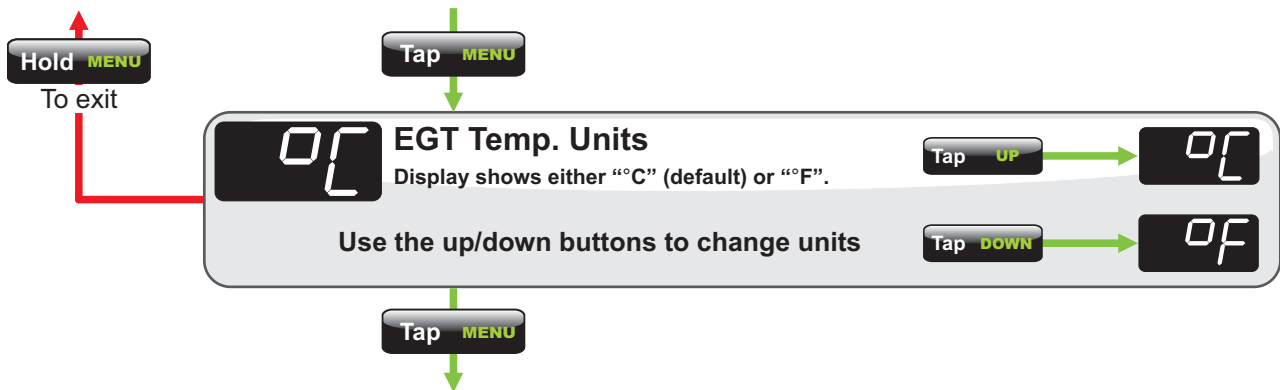 Hold MENU
To exit
Tap MENU
°C
EGT Temp. Units
Display shows either “°C” (default) or “°F”.
Tap UP
°C
Use the up/down buttons to change units
Tap DOWN
°F
Tap MENU